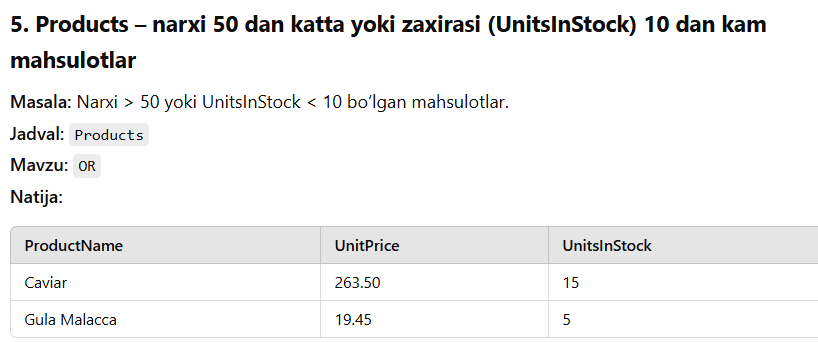 5. Products – narxi 50 dan katta yoki zaxirasi (UnitsInStock) 10 dan kam
mahsulotlar
Masala: Narxi > 50 yoki UnitsInStock < 10 bo‘lgan mahsulotlar.
Jadval: Products
Mavzu: OR
Natija:
ProductName UnitPrice UnitsInStock
Caviar 263.50 15
Gula Malacca 19.45 5